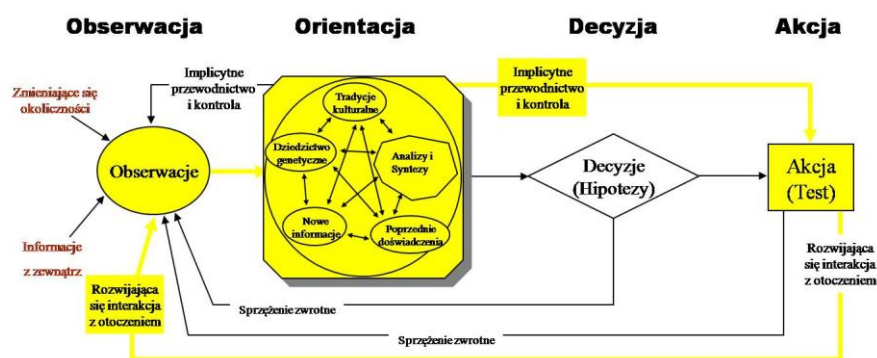 Obserwacja
Orientacja
Decyzja
Akcja
Implicytne
przewodnictwo
i kontrola
Implicytne
przewodnictwo
i kontrola
Zmieniające się
okoliczności
Obserwacje
Informacje
z zewnątrz
Tradycje
kulturalne
Dziedzictwo
genetyczne
Analizy i
Syntezy
Nowe
informacje
Poprzednie
doświadczenia
Decyzje
(Hipotezy)
Akcja
(Test)
Rozwijająca
się interakcja
z otoczeniem
Rozwijająca
się interakcja
z otoczeniem
Sprzężenie zwrotne
Sprzężenie zwrotne